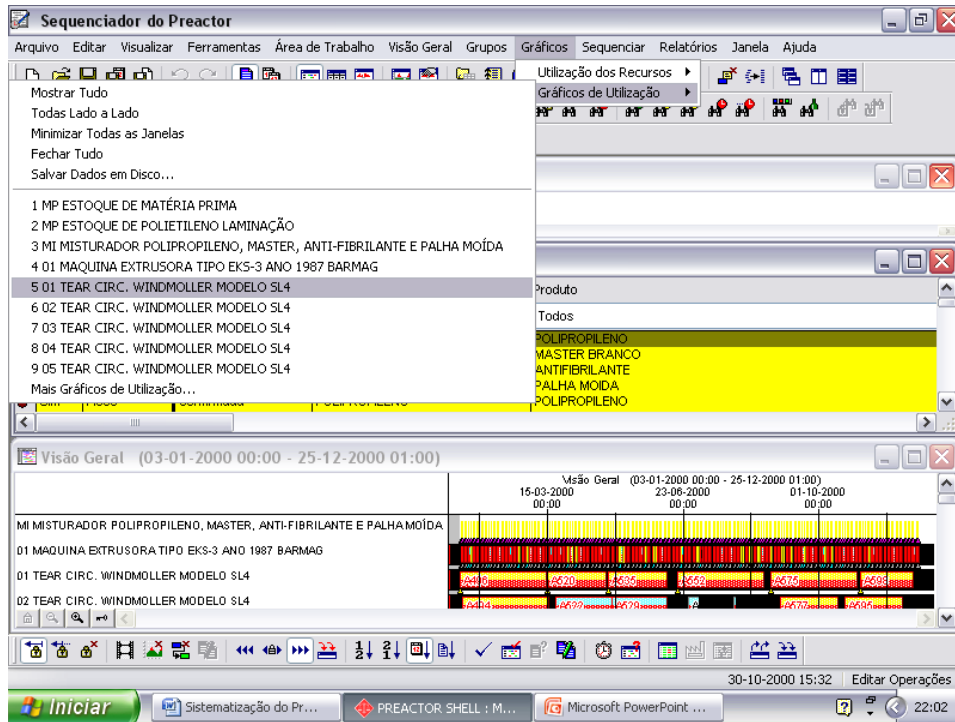 Sequenciador do Preactor
Arquivo Editar Visualizar Ferramentas Área de Trabalho Visão Geral Grupos Gráficos Sequenciar Relatórios Janela Ajuda
Utilização dos Recursos
Gráficos de Utilização
Mostrar Tudo
Todas Lado a Lado
Minimizar Todas as Janelas
Fechar Tudo
Salvar Dados em Disco...
1 MP ESTOQUE DE MATÉRIA PRIMA
2 MP ESTOQUE DE POLIETILENO LAMINAÇÃO
3 MI MISTURADOR POLIPROPILENO, MASTER, ANTI-FIBRILANTE E PALHA MOÍDA
4 01 MAQUINA EXTRUSORA TIPO EKS-3 ANO 1987 BARMAG
5 01 TEAR CIRC. WINDMOLLER MODELO SL4
6 02 TEAR CIRC. WINDMOLLER MODELO SL4
7 03 TEAR CIRC. WINDMOLLER MODELO SL4
8 04 TEAR CIRC. WINDMOLLER MODELO SL4
9 05 TEAR CIRC. WINDMOLLER MODELO SL4
Mais Gráficos de Utilização...
Produto
Todos
POLIPROPILENO
MASTER BRANCO
ANTIFIBRILANTE
PALHA MOIDA
POLIPROPILENO
Visão Geral (03-01-2000 00:00 - 25-12-2000 01:00)
Visão Geral (03-01-2000 00:00 - 25-12-2000 01:00)
15-03-2000 23-06-2000 01-10-2000
00:00 00:00 00:00
MI MISTURADOR POLIPROPILENO, MASTER, ANTI-FIBRILANTE E PALHA MOÍDA
01 MAQUINA EXTRUSORA TIPO EKS-3 ANO 1987 BARMAG
01 TEAR CIRC. WINDMOLLER MODELO SL4
A520 A535 A552 A575 A598
02 TEAR CIRC. WINDMOLLER MODELO SL4
30-10-2000 15:32 Editar Operações
Iniciar Sistematização do Pr... PREACTOR SHELL : M... Microsoft PowerPoint ... 22:02